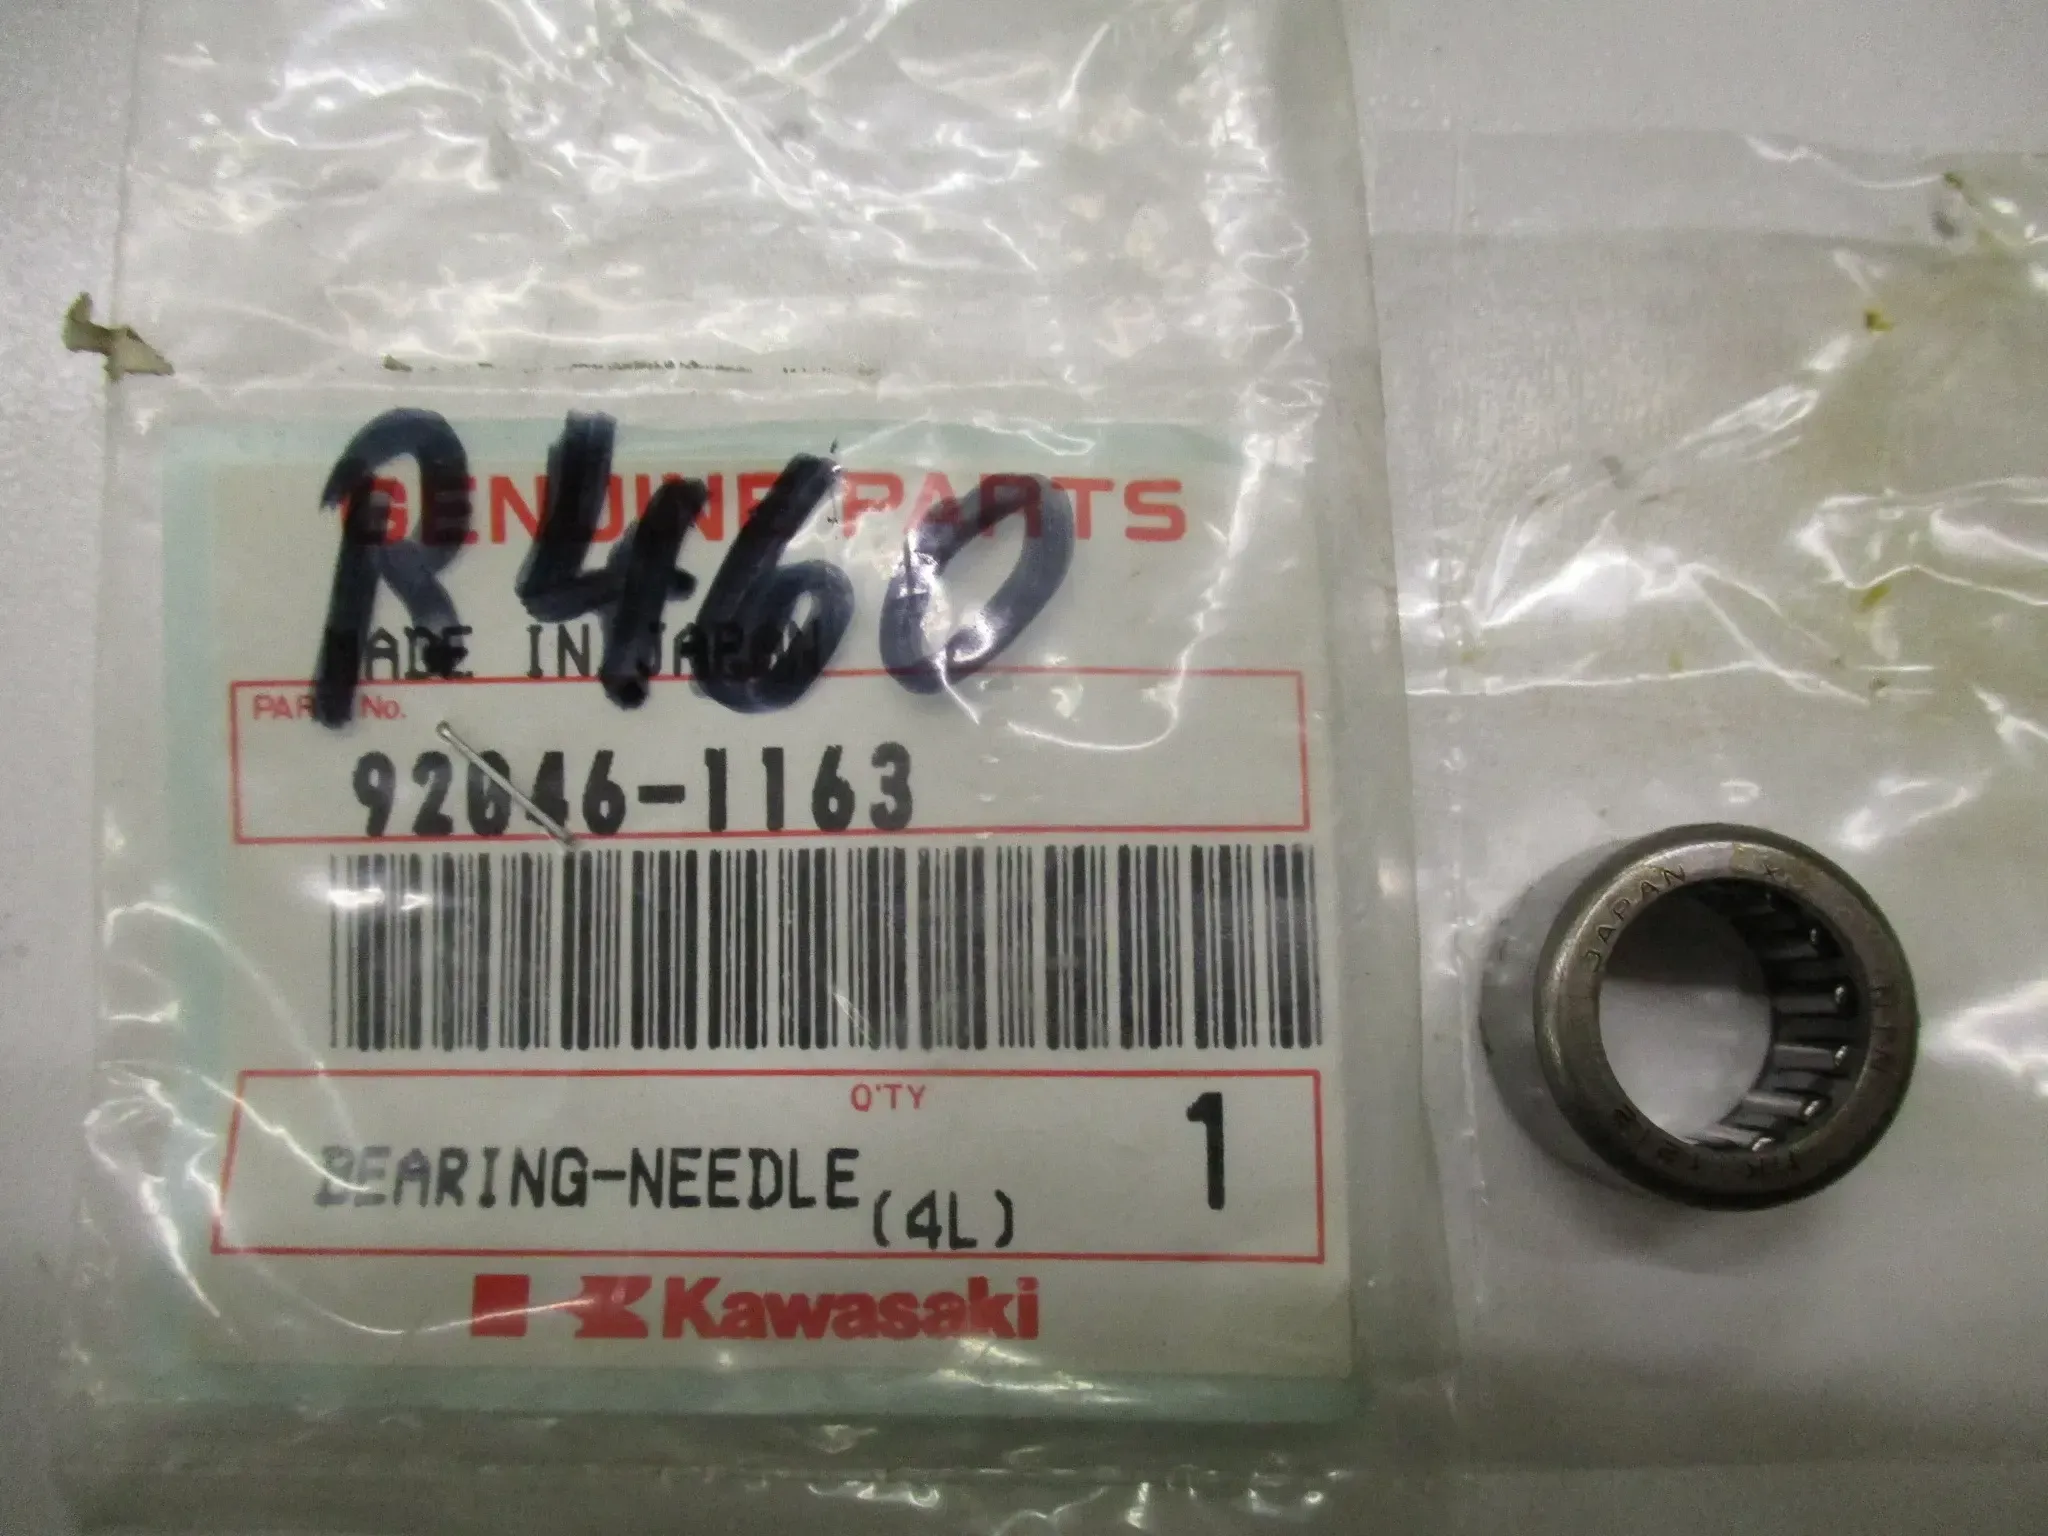 R460
GENUINE PARTS
MADE IN JAPAN
PART No.
92046-1163
Q'TY
BEARING-NEEDLE (4L) 1
Kawasaki
JAPAN